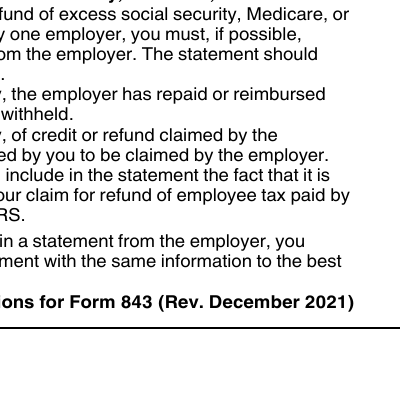 fund of excess social security, Medicare, or
one employer, you must, if possible,
om the employer. The statement should
.
, the employer has repaid or reimbursed
withheld.
, of credit or refund claimed by the
ed by you to be claimed by the employer.
include in the statement the fact that it is
our claim for refund of employee tax paid by
RS.
in a statement from the employer, you
ment with the same information to the best
ions for Form 843 (Rev. December 2021)